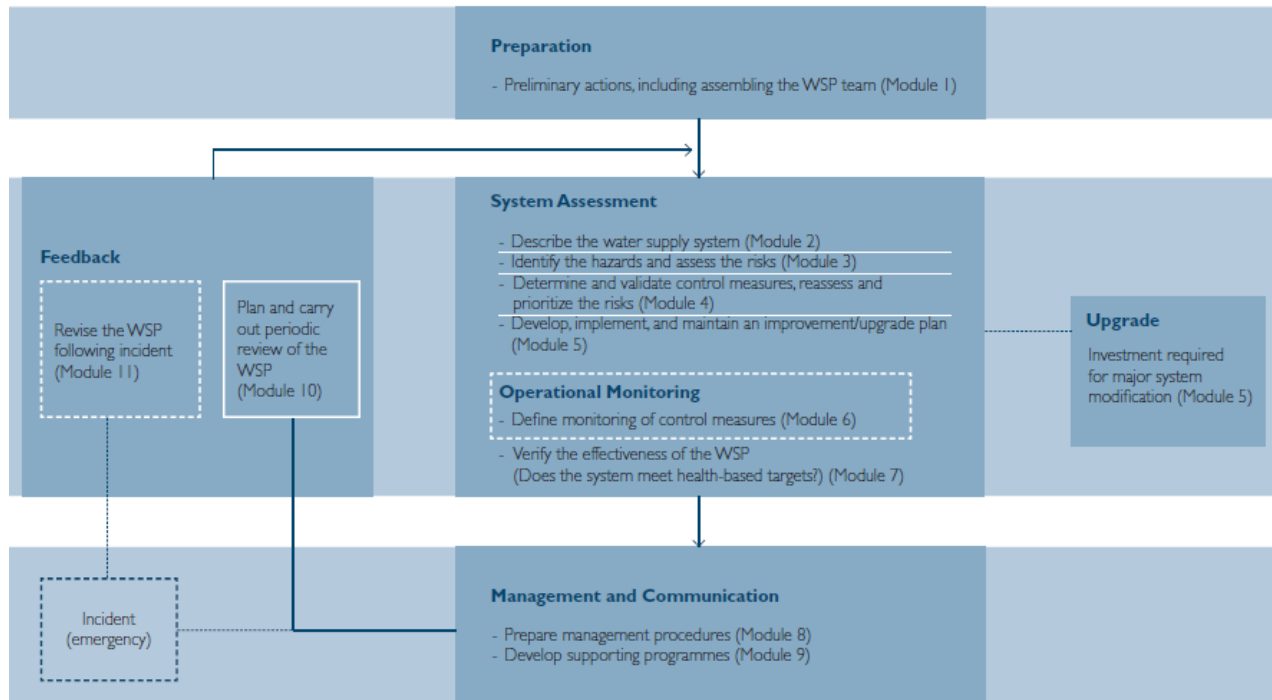 Preparation
- Preliminary actions, including assembling the WSP team (Module 1)
System Assessment
- Describe the water supply system (Module 2)
- Identify the hazards and assess the risks (Module 3)
- Determine and validate control measures, reassess and
prioritize the risks (Module 4)
- Develop, implement, and maintain an improvement/upgrade plan
(Module 5)
Operational Monitoring
- Define monitoring of control measures (Module 6)
- Verify the effectiveness of the WSP
(Does the system meet health-based targets?) (Module 7)
Feedback
Revise the WSP
following incident
(Module 11)
Plan and carry
out periodic
review of the
WSP
(Module 10)
Upgrade
Investment required
for major system
modification (Module 5)
Incident
(emergency)
Management and Communication
- Prepare management procedures (Module 8)
- Develop supporting programmes (Module 9)